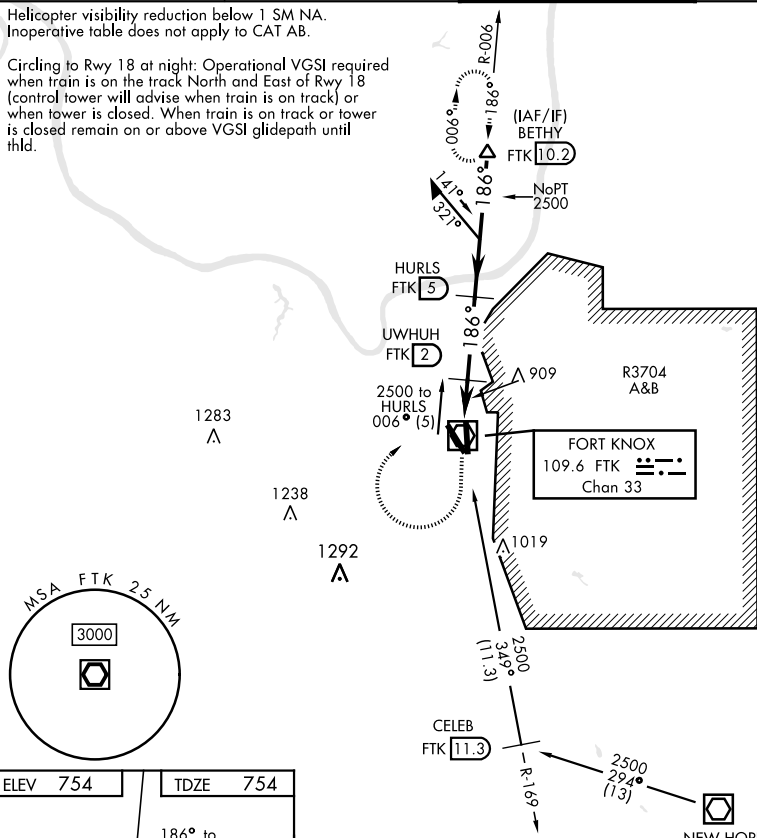 Helicopter visibility reduction below 1 SM NA.
Inoperative table does not apply to CAT AB.
Circling to Rwy 18 at night: Operational VGSI required
when train is on the track North and East of Rwy 18
(control tower will advise when train is on track) or
when tower is closed. When train is on track or tower
is closed remain on or above VGSI glidepath until
thld.
R-006
006°
186°
(IAF/IF)
BETHY
FTK 10.2
186°
NoPT
2500
141°
321°
HURLS
FTK 5
186°
UWHUH
FTK 2
909
R3704
A&B
2500 to
HURLS
006° (5)
1283
FORT KNOX
109.6 FTK
Chan 33
1238
1292
1019
MSA FTK 25 NM
3000
2500
349°
(11.3)
CELEB
FTK 11.3
R-169
2500
294°
(13)
ELEV 754
TDZE 754
186° to
NEW HOP